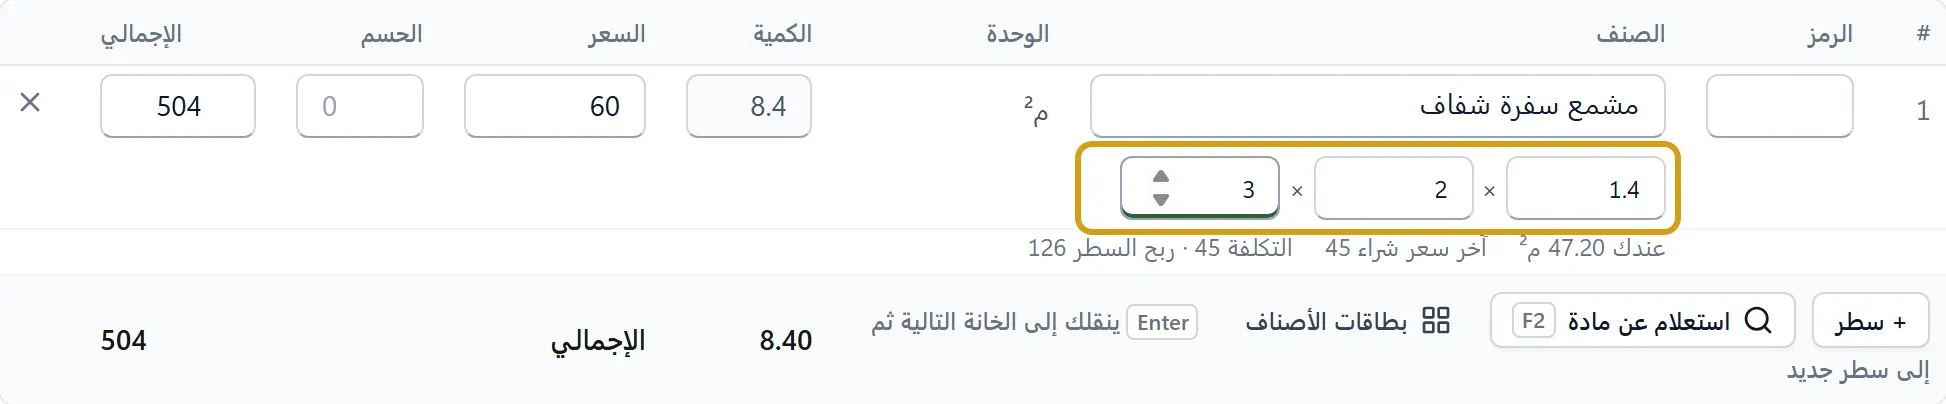 # الرمز الصنف الوحدة الكمية السعر الحسم الإجمالي
1 مشمع سفرة شفاف م² 8.4 60 0 504 ×
1.4 × 2 × 3
عندك 47.20 م² آخر سعر شراء 45 التكلفة 45 · ربح السطر 126
+ سطر استعلام عن مادة F2 بطاقات الأصناف Enter ينقلك إلى الخانة التالية ثم
إلى سطر جديد
8.40 الإجمالي 504